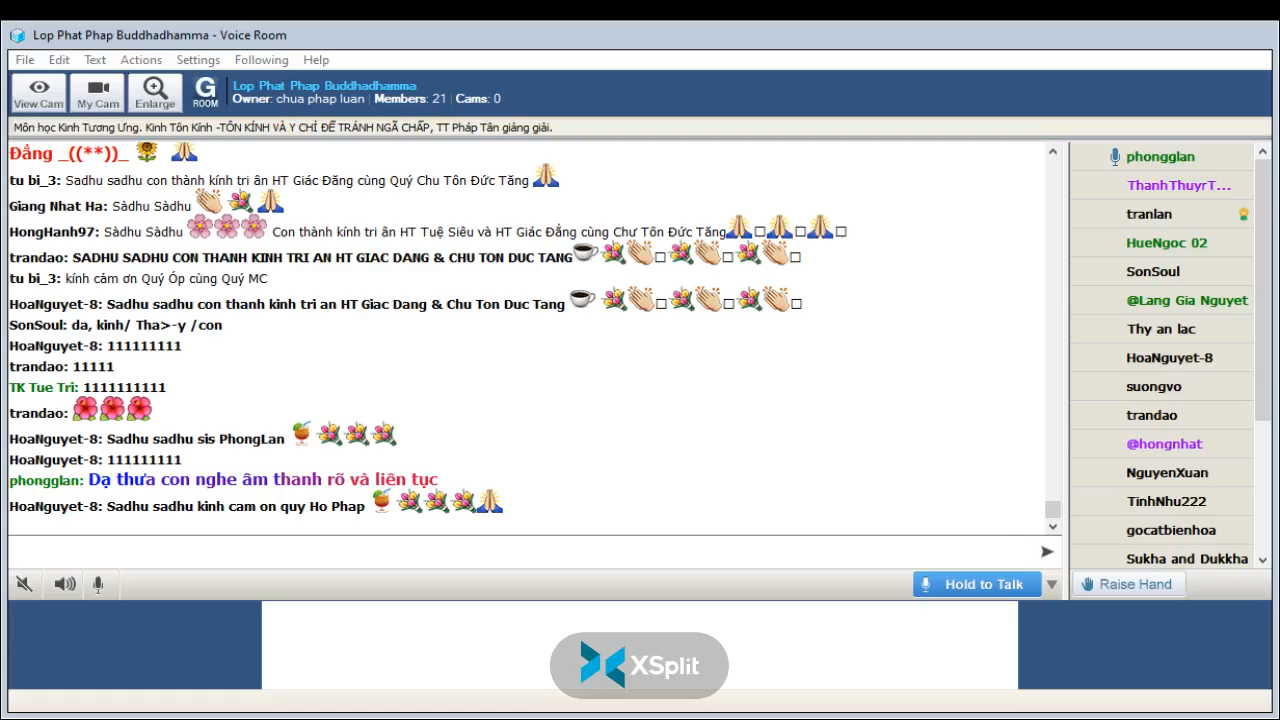 Lop Phat Phap Buddhadhamma - Voice Room
File Edit Text Actions Settings Following Help
View Cam My Cam Enlarge G ROOM
Lop Phat Phap Buddhadhamma
Owner: chua phap luan | Members: 21 | Cams: 0
Môn học Kinh Tương Ưng. Kinh Tôn Kính -TÔN KÍNH VÀ Y CHỈ ĐỂ TRÁNH NGÃ CHẤP, TT Pháp Tân giảng giải.
Đẳng _((**))_
tu bi_3: Sadhu sadhu con thành kính tri ân HT Giác Đăng cùng Quý Chu Tôn Đức Tăng
Giang Nhat Ha: Sàdhu Sàdhu
HongHanh97: Sàdhu Sàdhu Con thành kính tri ân HT Tuệ Siêu và HT Giác Đẳng cùng Chư Tôn Đức Tăng
trandao: SADHU SADHU CON THANH KINH TRI AN HT GIAC DANG & CHU TON DUC TANG
tu bi_3: kính cảm ơn Quý Óp cùng Quý MC
HoaNguyet-8: Sadhu sadhu con thanh kinh tri an HT Giac Dang & Chu Ton Duc Tang
SonSoul: da, kinh/ Tha>-y /con
HoaNguyet-8: 111111111
trandao: 11111
TK Tue Tri: 1111111111
trandao:
HoaNguyet-8: Sadhu sadhu sis PhongLan
HoaNguyet-8: 111111111
phongglan: Dạ thưa con nghe âm thanh rõ và liên tục
HoaNguyet-8: Sadhu sadhu kinh cam on quy Ho Phap
Hold to Talk
phongglan
ThanhThuyrT...
tranlan
HueNgoc 02
SonSoul
@Lang Gia Nguyet
Thy an lac
HoaNguyet-8
suongvo
trandao
@hongnhat
NguyenXuan
TinhNhu222
gocatbienhoa
Sukha and Dukkha
Raise Hand
XSplit